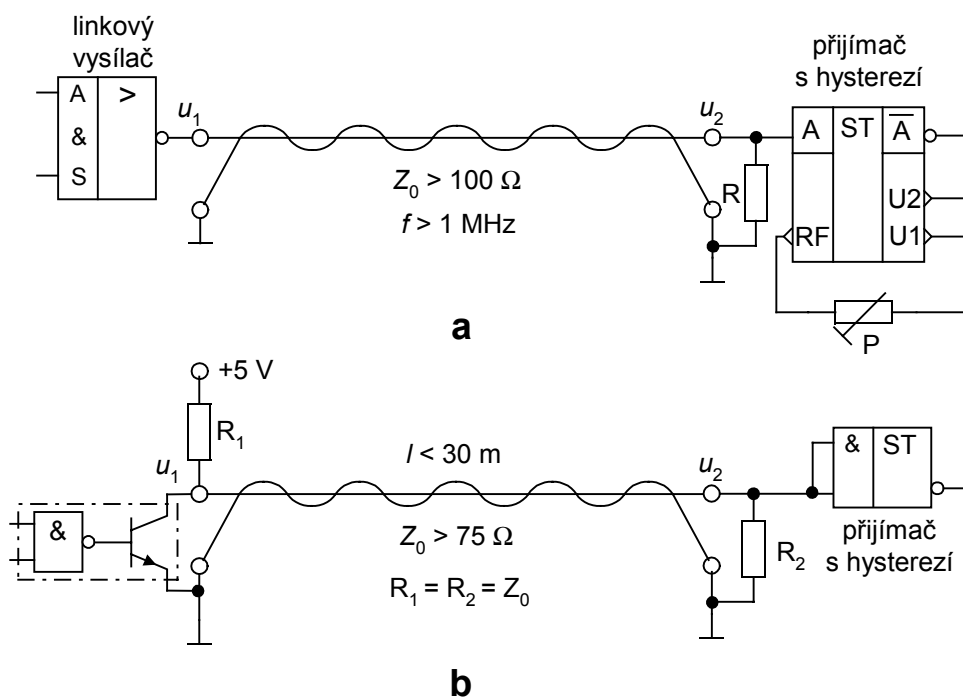 linkový
vysílač
A
&
S
>
u1
Z0 > 100 Ω
f > 1 MHz
u2
R
přijímač
s hysterezí
A
ST
A̅
RF
U2
U1
P
a
+5 V
R1
u1
&
l < 30 m
Z0 > 75 Ω
R1 = R2 = Z0
u2
R2
&
ST
přijímač
s hysterezí
b